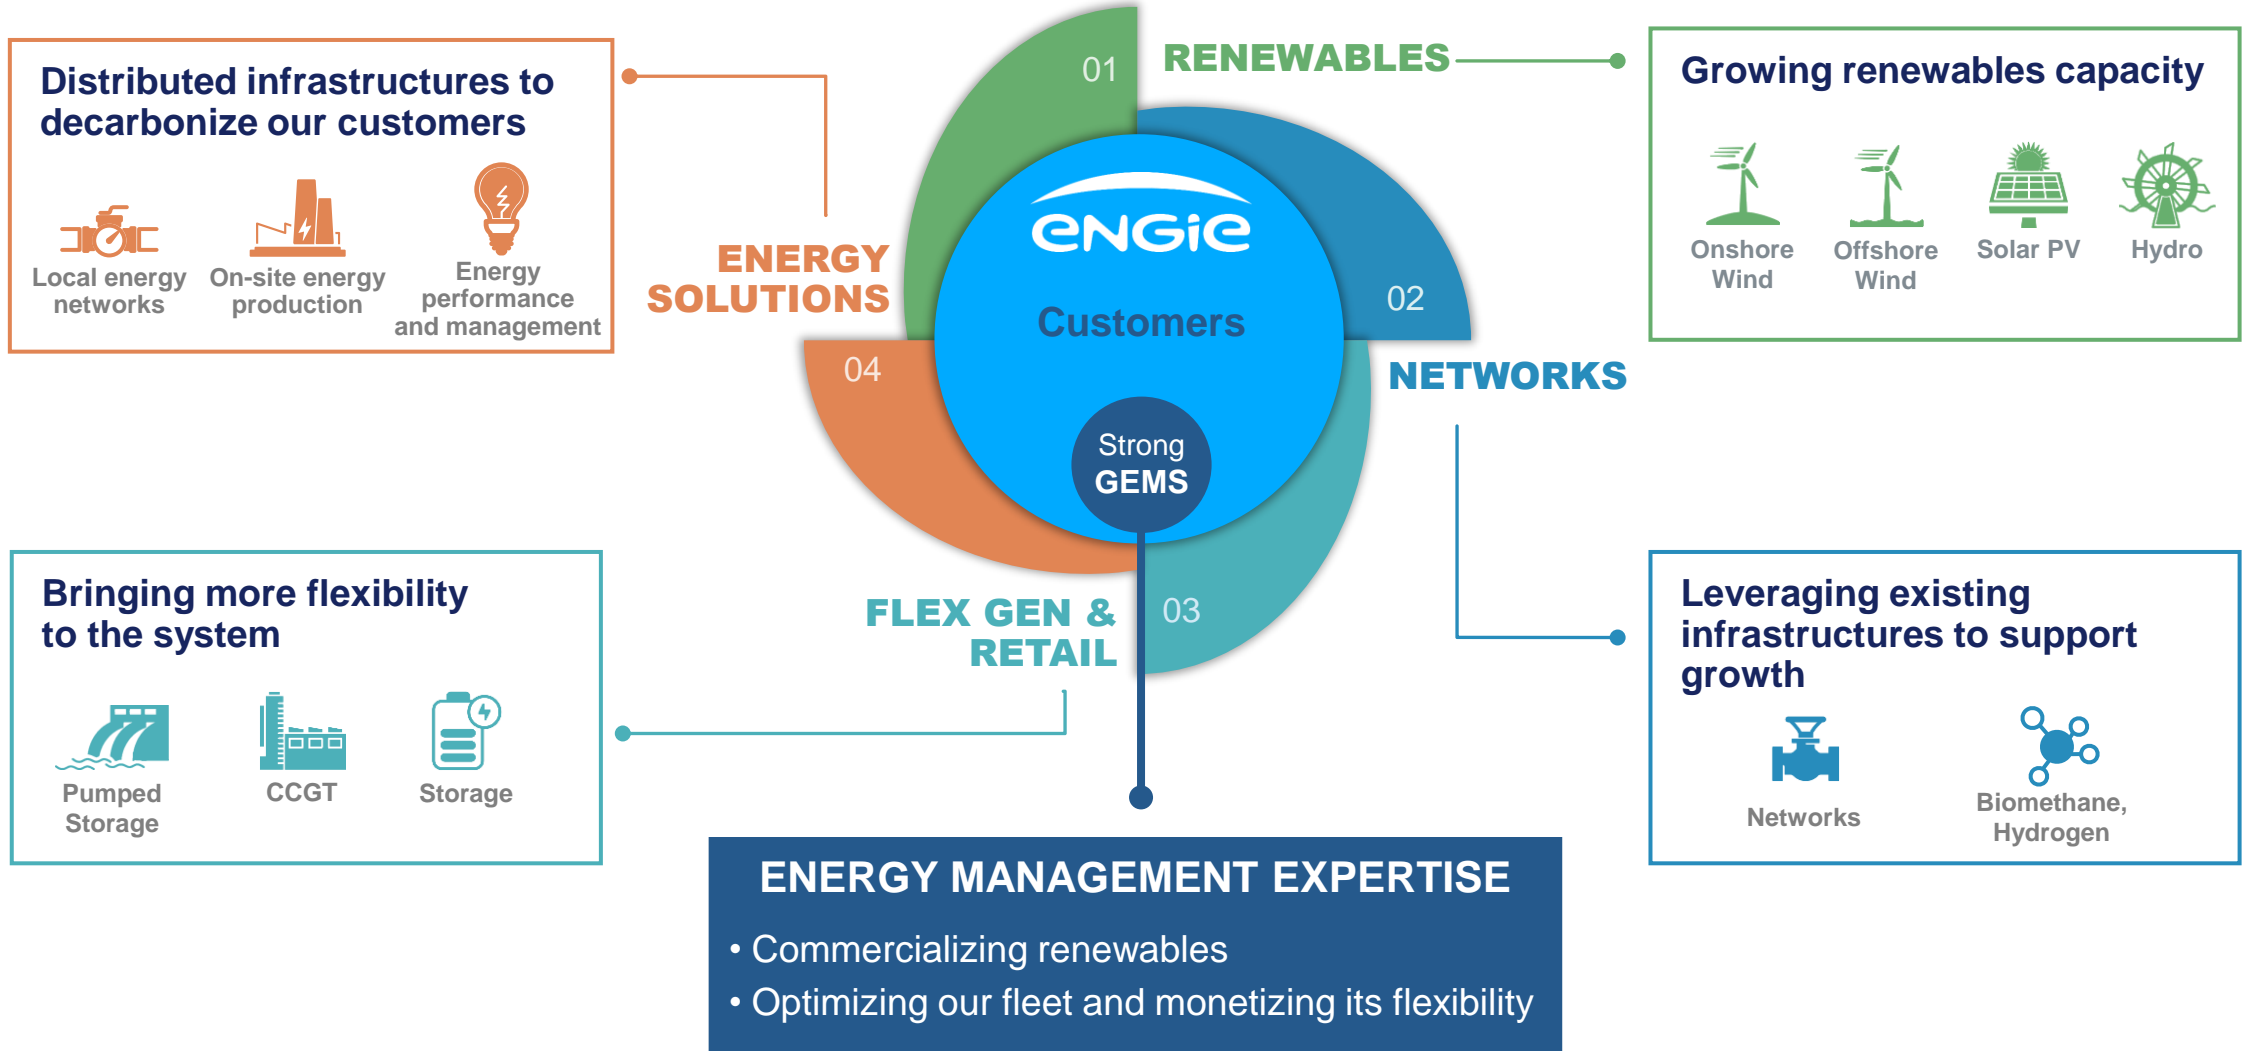 Distributed infrastructures to
decarbonize our customers
Local energy
networks
On-site energy
production
Energy
performance
and management
ENERGY
SOLUTIONS
01
RENEWABLES
Growing renewables capacity
Onshore
Wind
Offshore
Wind
Solar PV
Hydro
ENGIE
Customers
Strong
GEMS
02
NETWORKS
04
03
FLEX GEN &
RETAIL
Bringing more flexibility
to the system
Pumped
Storage
CCGT
Storage
Leveraging existing
infrastructures to support
growth
Networks
Biomethane,
Hydrogen
ENERGY MANAGEMENT EXPERTISE
• Commercializing renewables
• Optimizing our fleet and monetizing its flexibility